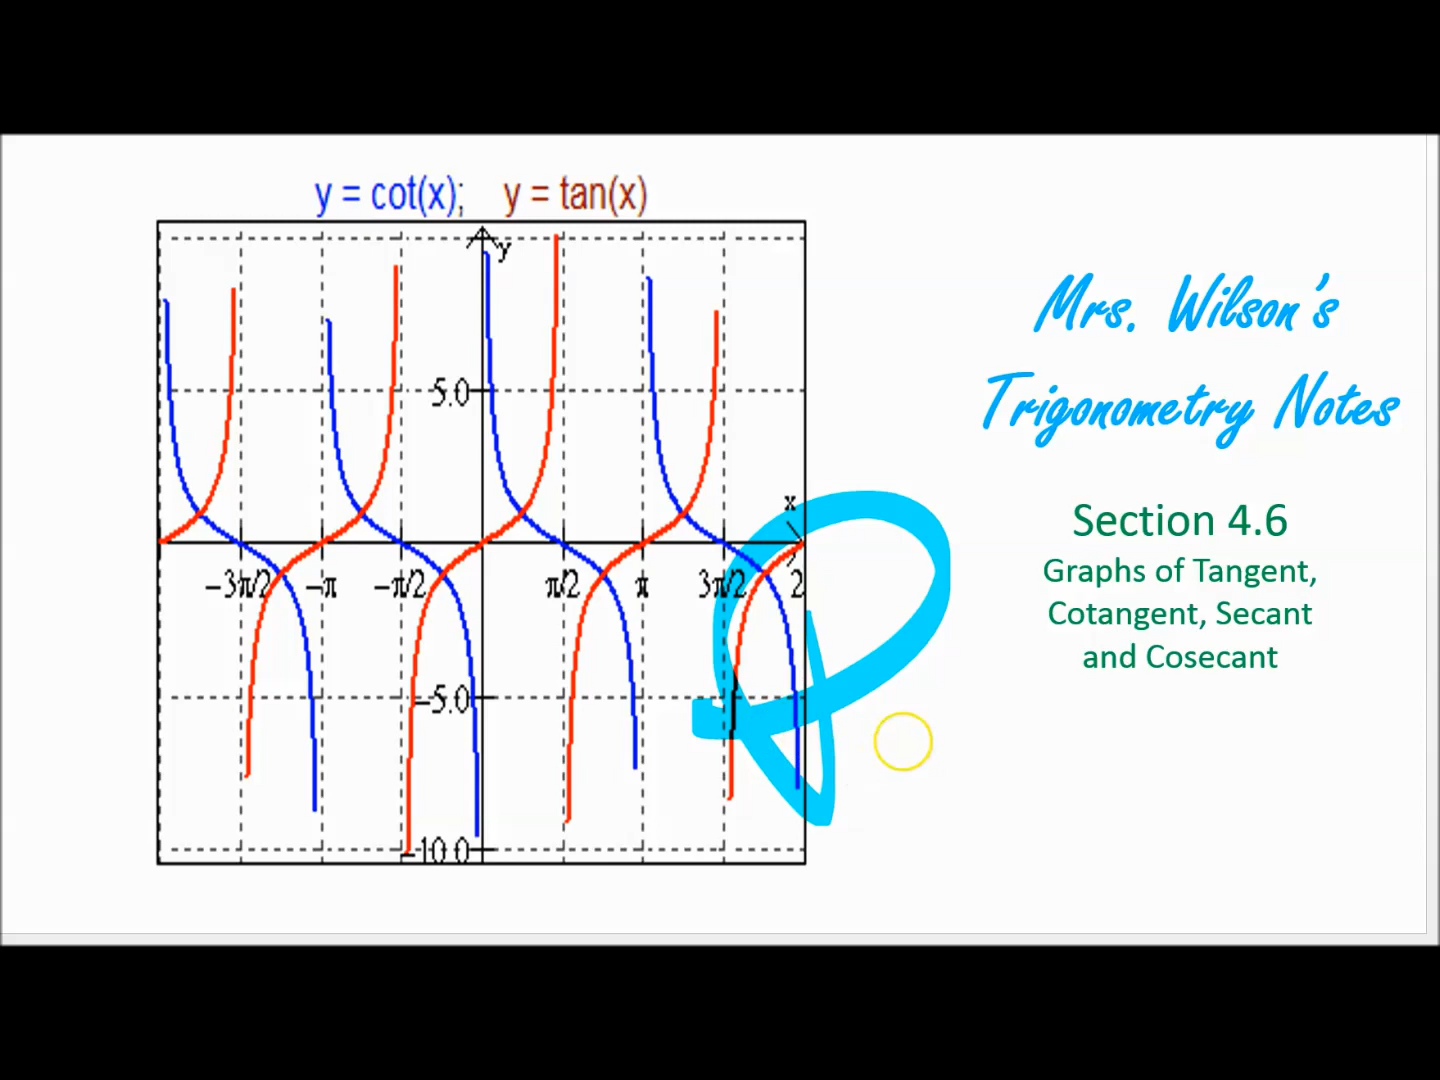 y = cot(x); y = tan(x)
y
5.0
x
−3π/2 −π −π/2 π/2 π 3π/2 2
−5.0
−10.0
Mrs. Wilson's
Trigonometry Notes
Section 4.6
Graphs of Tangent,
Cotangent, Secant
and Cosecant